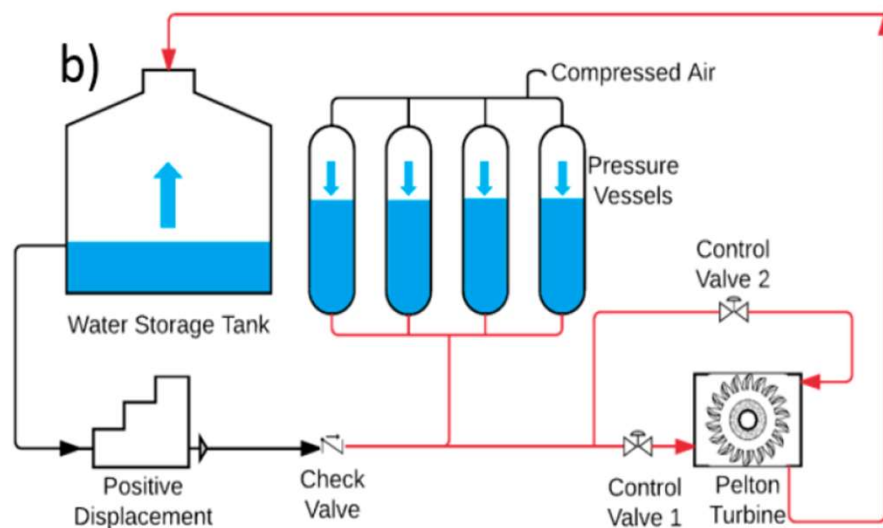 b)
Compressed Air
Pressure
Vessels
Control
Valve 2
Water Storage Tank
Positive
Displacement
Check
Valve
Control
Valve 1
Pelton
Turbine